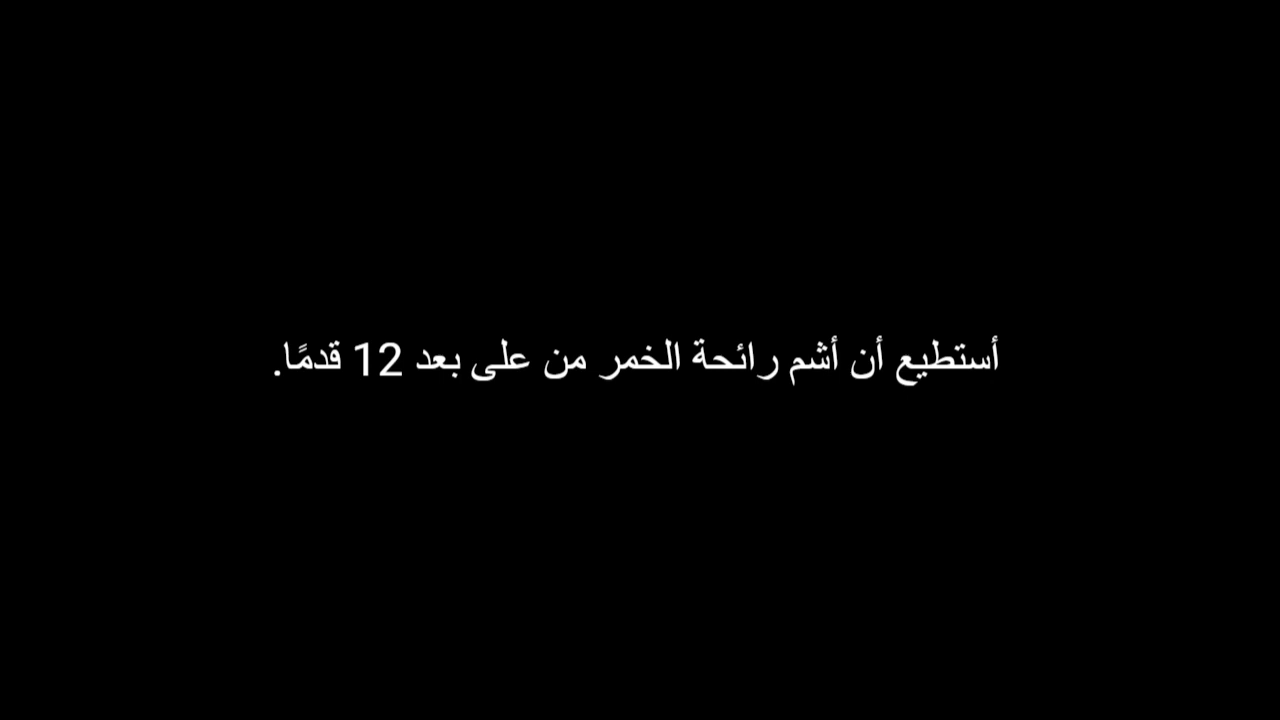 أستطيع أن أشم رائحة الخمر من على بعد 12 قدمًا.